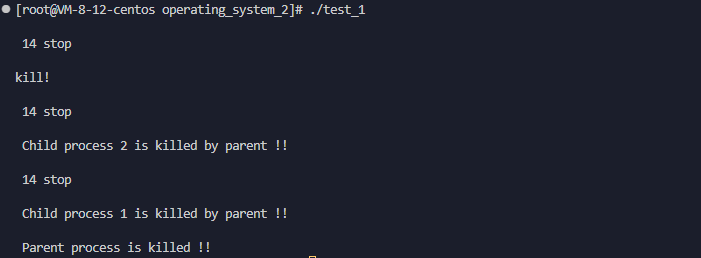 [root@VM-8-12-centos operating_system_2]# ./test_1
14 stop
kill!
14 stop
Child process 2 is killed by parent !!
14 stop
Child process 1 is killed by parent !!
Parent process is killed !!